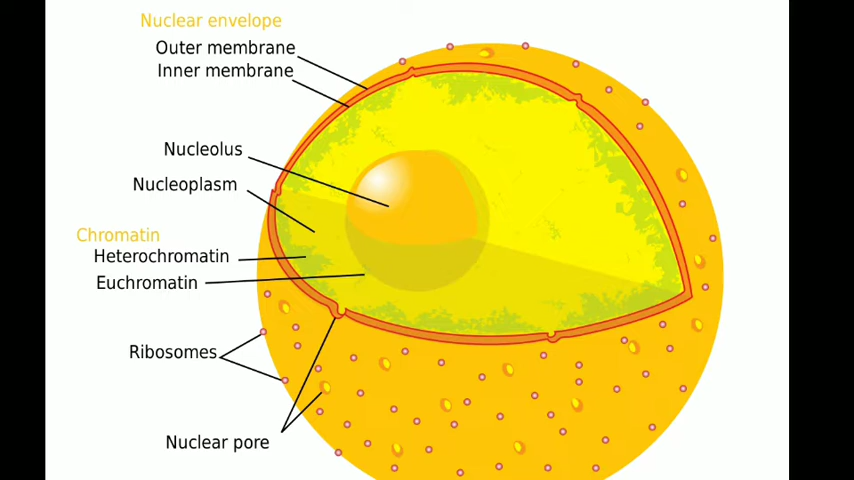 Nuclear envelope
Outer membrane
Inner membrane
Nucleolus
Nucleoplasm
Chromatin
Heterochromatin
Euchromatin
Ribosomes
Nuclear pore